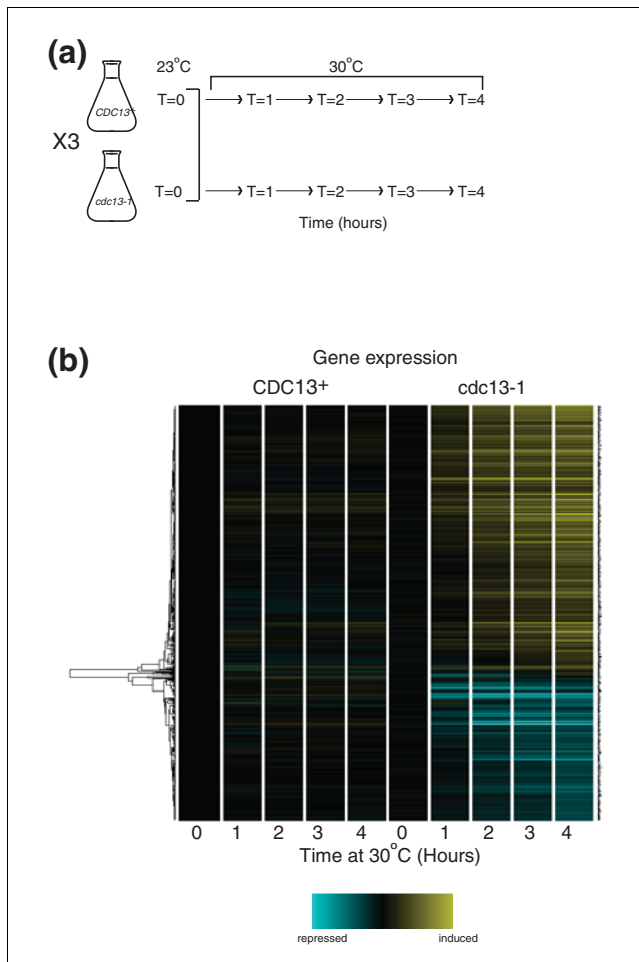 (a)
23°C 30°C
CDC13+
T=0 T=1 T=2 T=3 T=4
X3
cdc13-1
T=0 T=1 T=2 T=3 T=4
Time (hours)
(b)
Gene expression
CDC13+ cdc13-1
0 1 2 3 4 0 1 2 3 4
Time at 30°C (Hours)
repressed induced